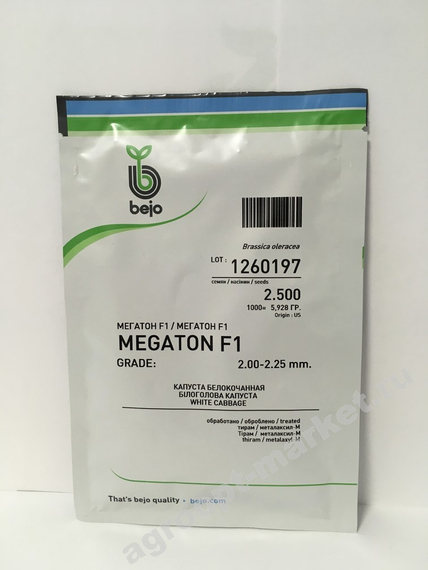 bejo
Brassica oleracea
LOT: 1260197
семян / насінин / seeds
2.500
1000= 5,928 ГР.
Origin : US
МЕГАТОН F1 / МЕГАТОН F1
MEGATON F1
GRADE: 2.00-2.25 mm.
КАПУСТА БЕЛОКОЧАННАЯ
БІЛОГОЛОВА КАПУСТА
WHITE CABBAGE
обработано / оброблено / treated
тирам / металаксил-М
Тірам / металаксил-М
thiram / metalaxyl-M
That's bejo quality • bejo.com